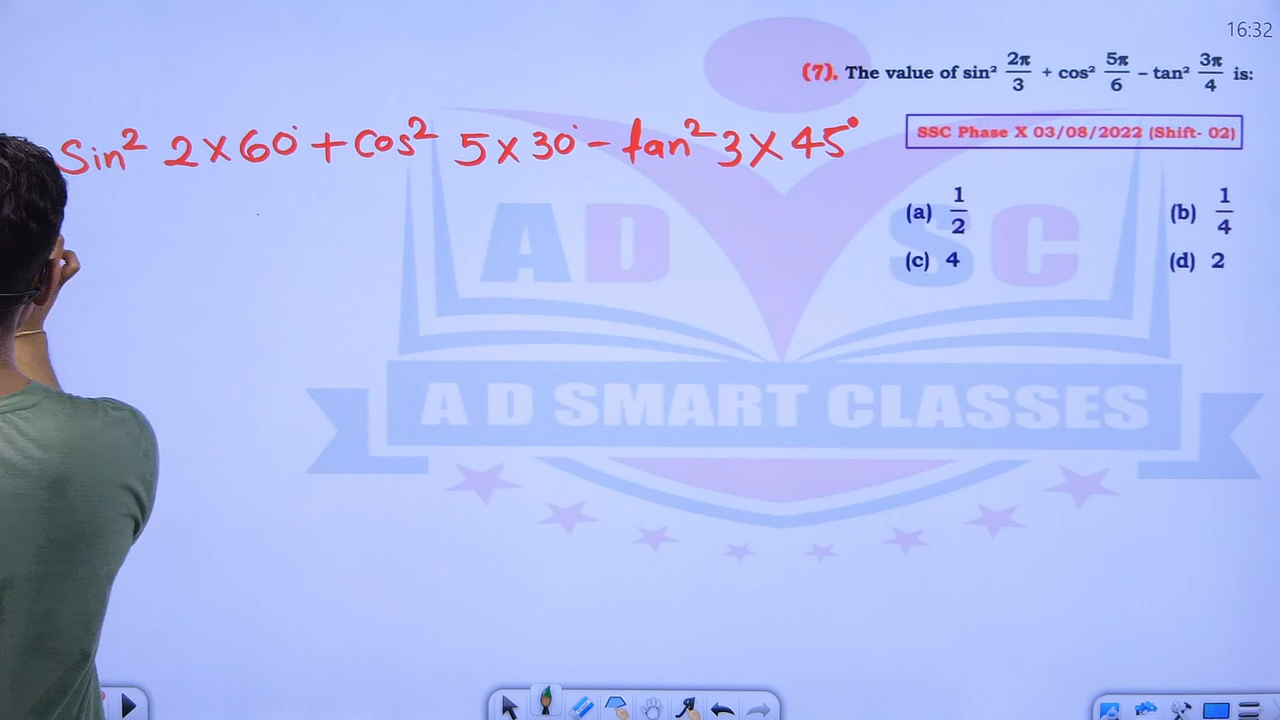 16:32
(7). The value of sin² 2π/3 + cos² 5π/6 – tan² 3π/4 is:
Sin² 2×60° + cos² 5×30° – tan² 3×45°
SSC Phase X 03/08/2022 (Shift- 02)
(a) 1/2 (b) 1/4
(c) 4 (d) 2
AD SC
A D SMART CLASSES